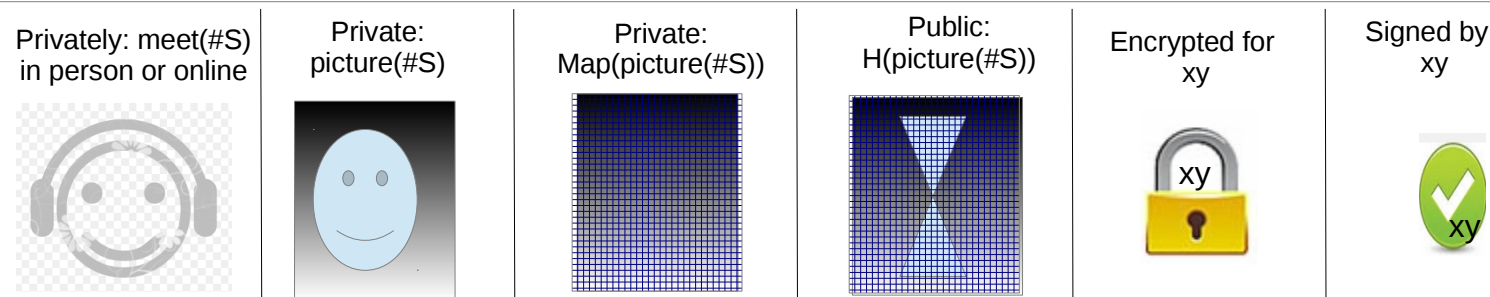 Privately: meet(#S)
in person or online
Private:
picture(#S)
Private:
Map(picture(#S))
Public:
H(picture(#S))
Encrypted for
xy
Signed by
xy
xy
xy